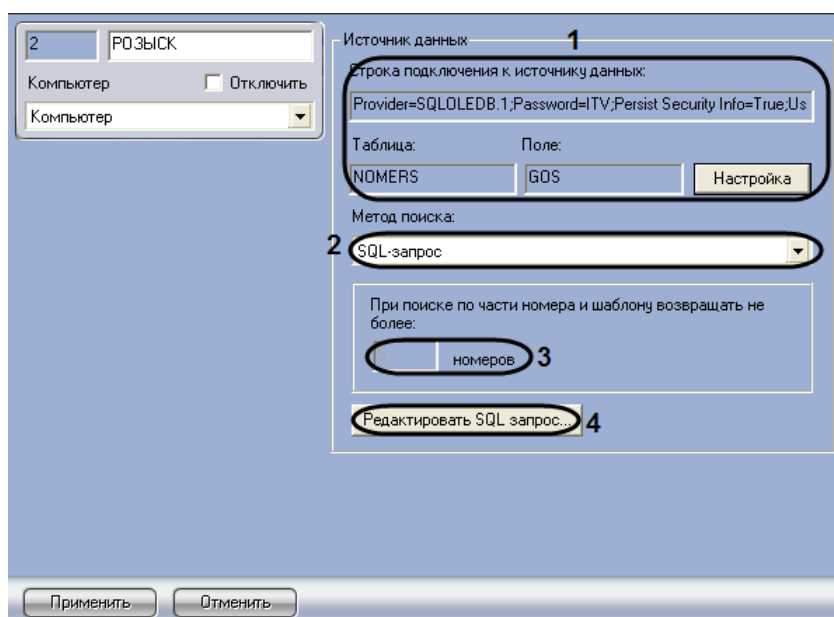 2 РОЗЫСК
Компьютер Отключить
Компьютер
Источник данных 1
Строка подключения к источнику данных:
Provider=SQLOLEDB.1;Password=ITV;Persist Security Info=True;Us
Таблица: Поле:
NOMERS GOS Настройка
Метод поиска:
2 SQL-запрос
При поиске по части номера и шаблону возвращать не
более:
номеров 3
Редактировать SQL запрос... 4
Применить Отменить